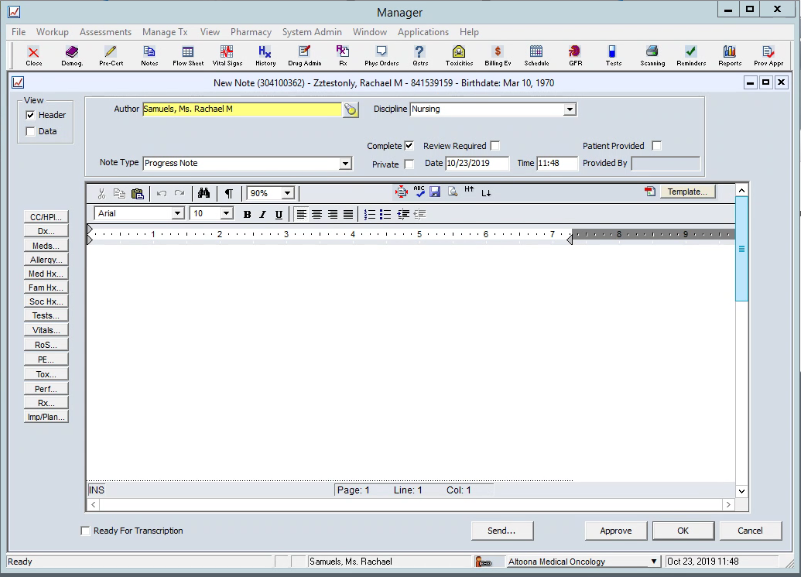 Manager
File Workup Assessments Manage Tx View Pharmacy System Admin Window Applications Help
Close Demog. Pre-Cert Notes Flow Sheet Vital Signs History Drug Admin Rx Phys Orders Qstrs Toxicities Billing Ev Schedule GFR Tests Scanning Reminders Reports Prov Appr
New Note (304100362) - Zztestonly, Rachael M - 841539159 - Birthdate: Mar 10, 1970
View
Header
Data
Author Samuels, Ms. Rachael M Discipline Nursing
Complete Review Required Patient Provided
Note Type Progress Note Private Date 10/23/2019 Time 11:48 Provided By
90% ABC Template...
Arial 10 B I U
1 2 3 4 5 6 7 8 9
CC/HPI...
Dx...
Meds...
Allergy...
Med Hx...
Fam Hx...
Soc Hx...
Tests...
Vitals...
RoS...
PE...
Tox...
Perf...
Rx...
Imp/Plan...
INS Page: 1 Line: 1 Col: 1
Ready For Transcription Send... Approve OK Cancel
Ready Samuels, Ms. Rachael Altoona Medical Oncology Oct 23, 2019 11:48